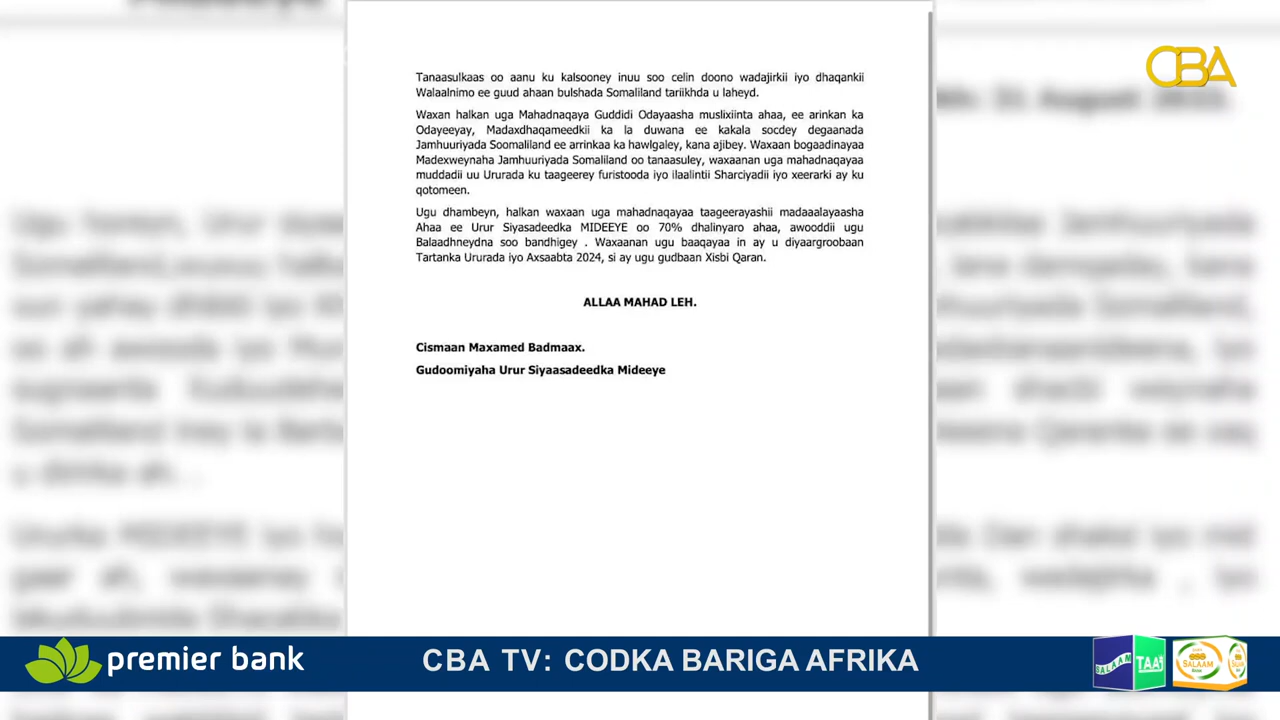 CBA
Tanaasulkaas oo aanu ku kalsooney inuu soo celin doono wadajirkii iyo dhaqankii
Walaalnimo ee guud ahaan bulshada Somaliland tariikhda u laheyd.
Waxan halkan uga Mahadnaqaya Guddidi Odayaasha muslixiinta ahaa, ee arinkan ka
Odayeeyay, Madaxdhaqameedkii ka la duwana ee kakala socdey degaanada
Jamhuuriyada Soomaliland ee arrinkaa ka hawlgaley, kana ajibey. Waxaan bogaadinayaa
Madexweynaha Jamhuuriyada Somaliland oo tanaasuley, waxaanan uga mahadnaqayaa
muddadii uu Ururada ku taageerey furistooda iyo ilaalintii Sharciyadii iyo xeerarki ay ku
qotomeen.
Ugu dhambeyn, halkan waxaan uga mahadnaqayaa taageerayashii madaaalayaasha
Ahaa ee Urur Siyasadeedka MIDEEYE oo 70% dhalinyaro ahaa, awooddii ugu
Balaadhneydna soo bandhigey . Waxaanan ugu baaqayaa in ay u diyaargroobaan
Tartanka Ururada iyo Axsaabta 2024, si ay ugu gudbaan Xisbi Qaran.
ALLAA MAHAD LEH.
Cismaan Maxamed Badmaax.
Gudoomiyaha Urur Siyaasadeedka Mideeye
premier bank
CBA TV: CODKA BARIGA AFRIKA
SALAAM
TAAJ
SALAAM